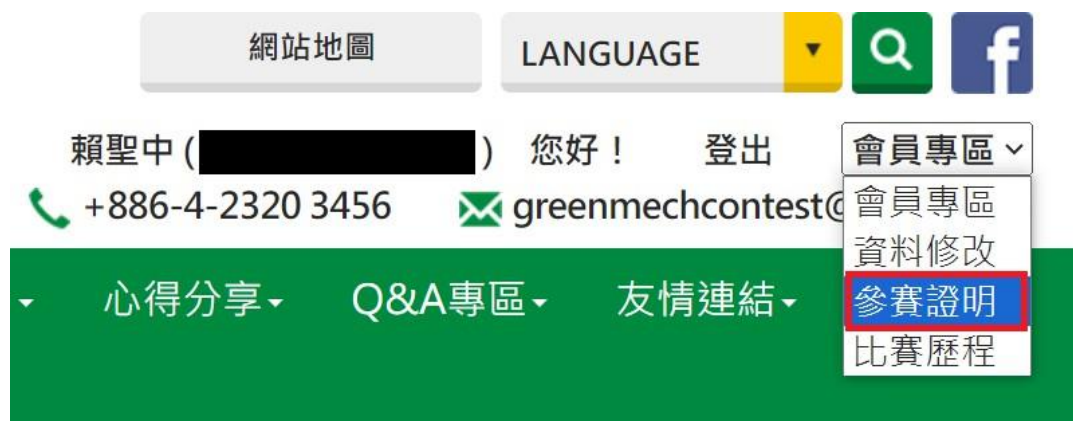 網站地圖 LANGUAGE
賴聖中 ( ) 您好! 登出 會員專區
+886-4-2320 3456 greenmechcontest@
會員專區
資料修改
參賽證明
比賽歷程
心得分享 Q&A專區 友情連結